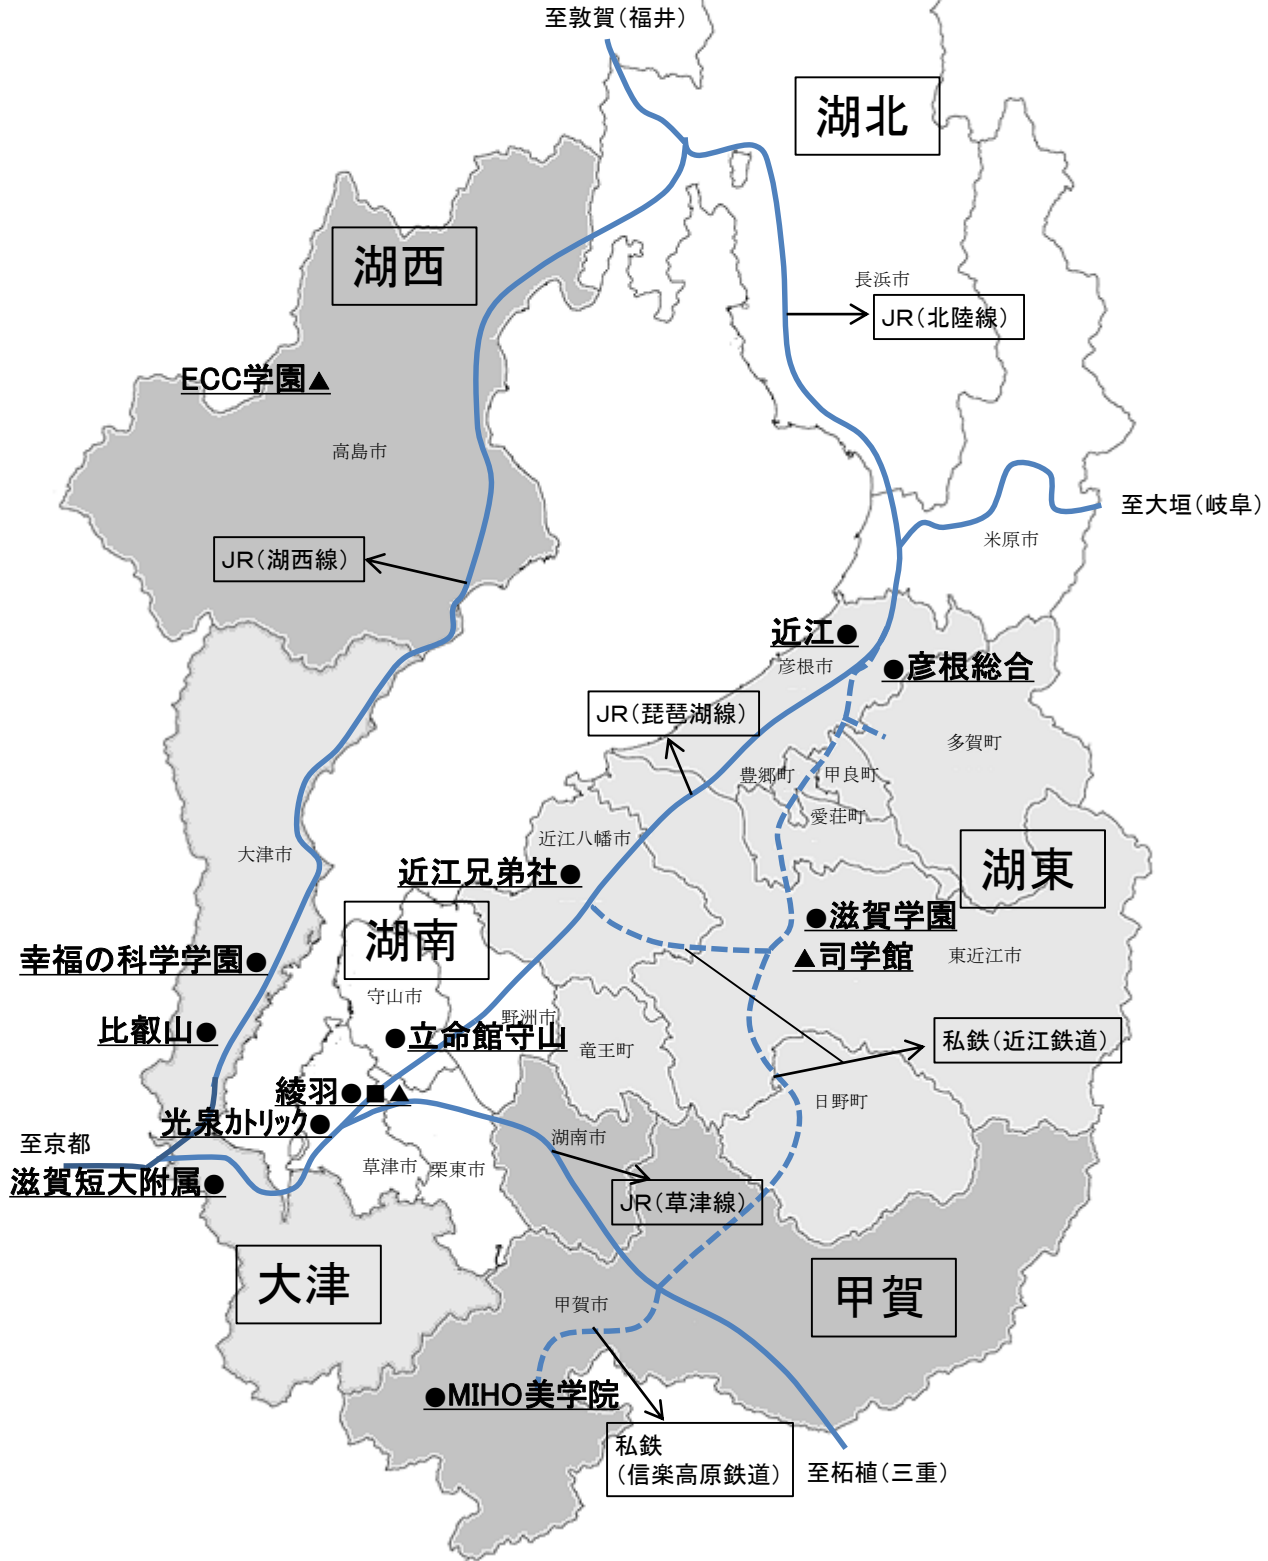 至敦賀（福井）
湖北
湖西
長浜市
ＪＲ（北陸線）
ECC学園▲
高島市
至大垣（岐阜）
米原市
ＪＲ（湖西線）
近江●
彦根市
●彦根総合
ＪＲ（琵琶湖線）
多賀町
豊郷町
甲良町
愛荘町
近江八幡市
大津市
湖東
近江兄弟社●
湖南
●滋賀学園
▲司学館
東近江市
幸福の科学学園●
守山市
野洲市
比叡山●
●立命館守山
竜王町
私鉄（近江鉄道）
綾羽●■▲
日野町
光泉カトリック●
至京都
湖南市
滋賀短大附属●
草津市
栗東市
ＪＲ（草津線）
大津
甲賀
甲賀市
●MIHO美学院
私鉄
（信楽高原鉄道）
至柘植（三重）